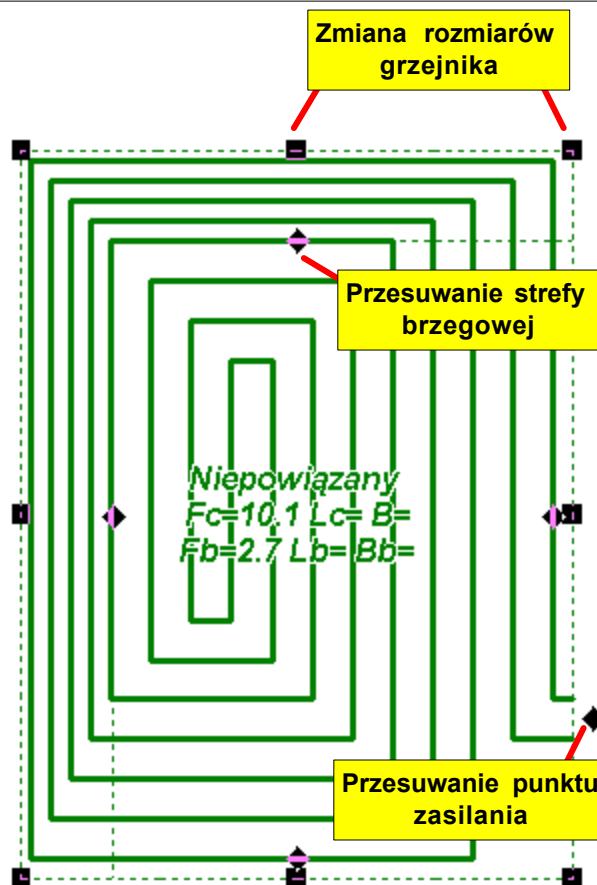 Zmiana rozmiarów
grzejnika
Przesuwanie strefy
brzegowej
Niepowiązany
Fc=10.1 Lc= B=
Fb=2.7 Lb= Bb=
Przesuwanie punktu
zasilania